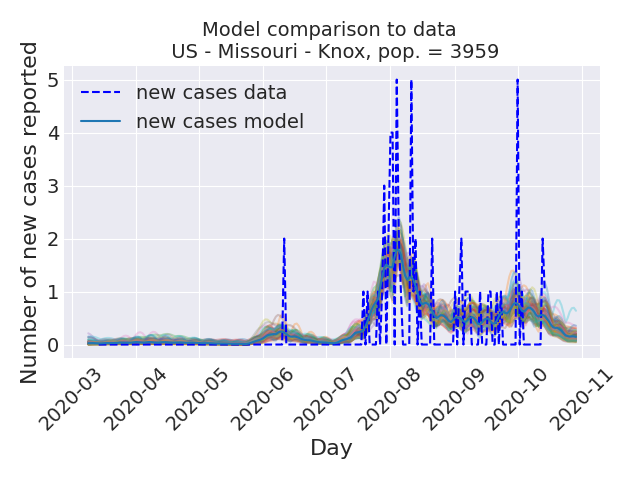 Model comparison to data
US - Missouri - Knox, pop. = 3959
Number of new cases reported
5
4
3
2
1
0
new cases data
new cases model
2020-03
2020-04
2020-05
2020-06
2020-07
2020-08
2020-09
2020-10
2020-11
Day